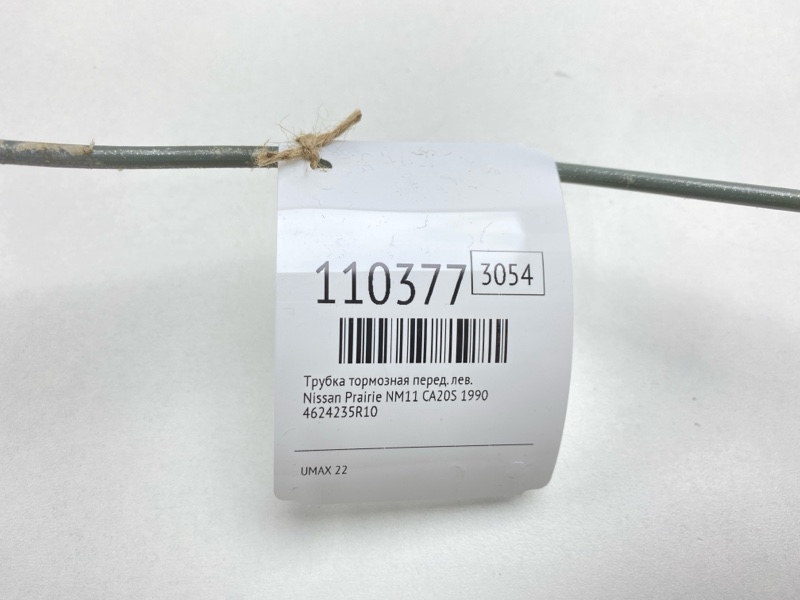 110377 3054
Трубка тормозная перед. лев.
Nissan Prairie NM11 CA20S 1990
4624235R10
UMAX 22